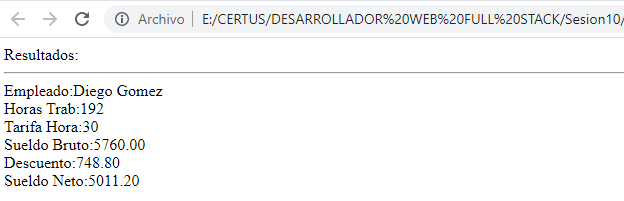 Archivo | E:/CERTUS/DESARROLLADOR%20WEB%20FULL%20STACK/Sesion10/
Resultados:
Empleado:Diego Gomez
Horas Trab:192
Tarifa Hora:30
Sueldo Bruto:5760.00
Descuento:748.80
Sueldo Neto:5011.20